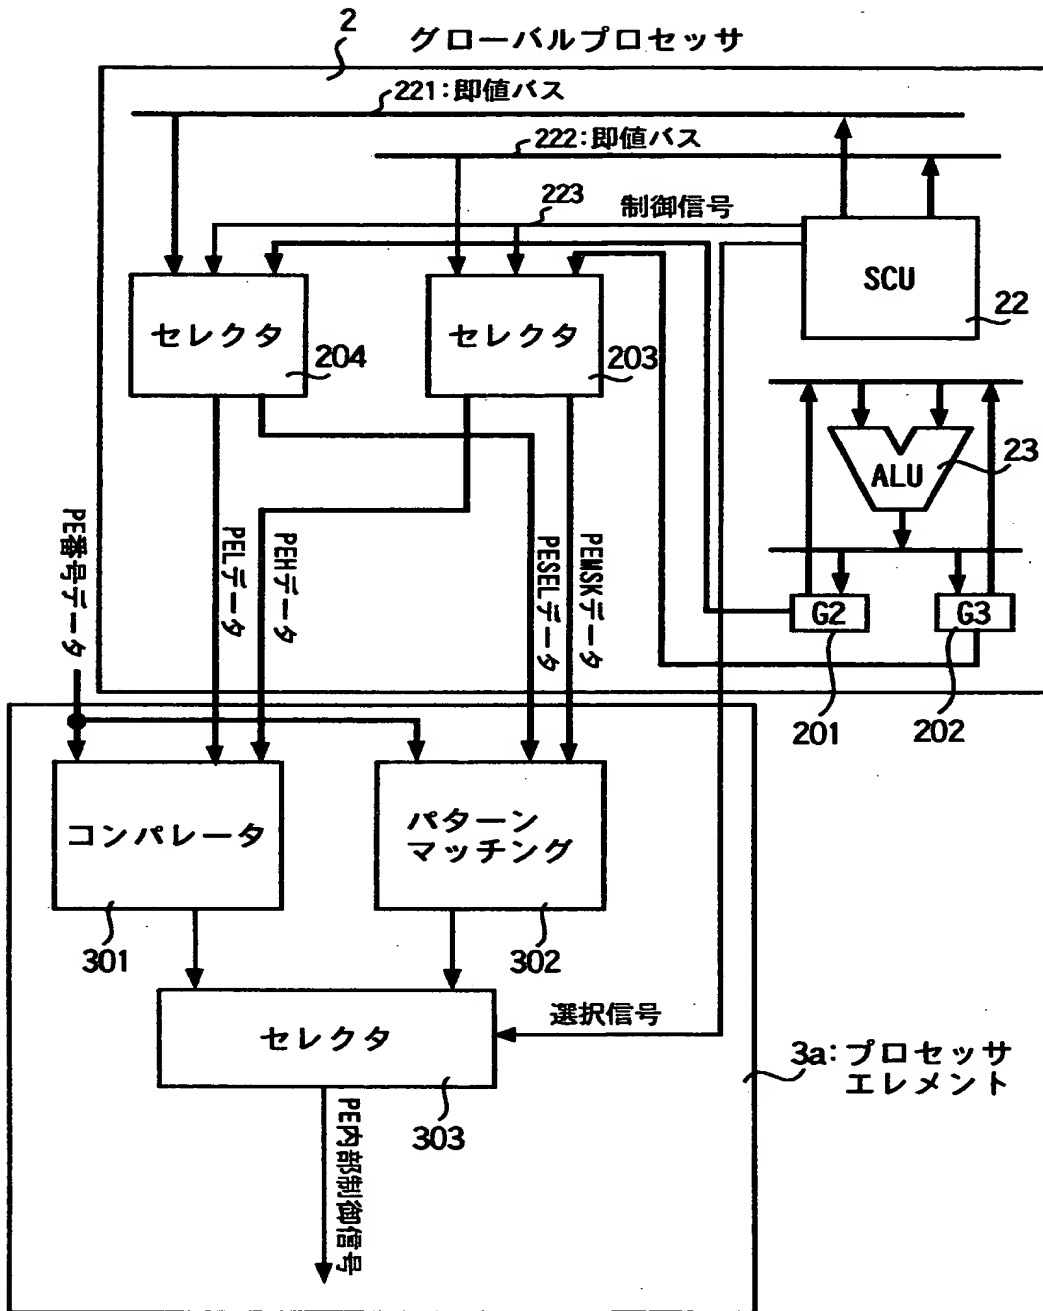 2
グローバルプロセッサ
221:即値バス
222:即値バス
223
制御信号
SCU
22
セレクタ
204
セレクタ
203
ALU
23
PE番号データ
PELデータ
PEHデータ
PESELデータ
PEMSKデータ
G2
G3
201
202
コンパレータ
パターン
マッチング
301
302
選択信号
セレクタ
303
3a:プロセッサ
エレメント
PE内部制御信号